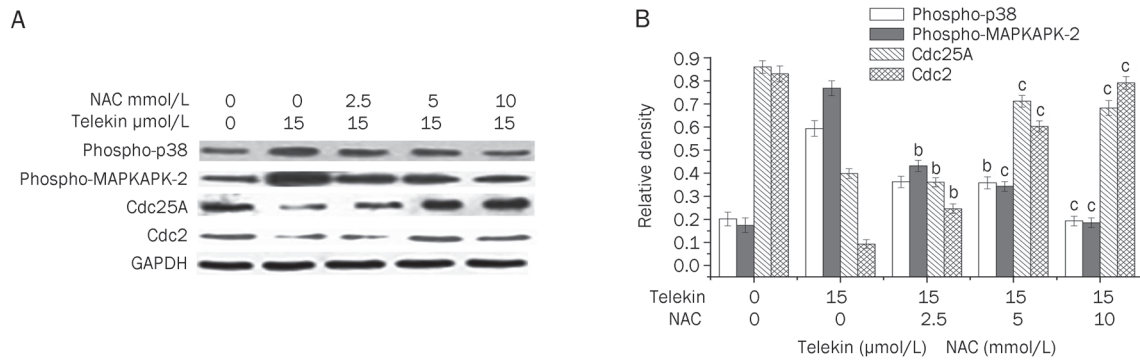 A
NAC mmol/L 0 0 2.5 5 10
Telekin µmol/L 0 15 15 15 15
Phospho-p38
Phospho-MAPKAPK-2
Cdc25A
Cdc2
GAPDH
B
Phospho-p38
Phospho-MAPKAPK-2
Cdc25A
Cdc2
Relative density
0.9
0.8
0.7
0.6
0.5
0.4
0.3
0.2
0.1
0.0
b b b
b c c c
c c c c
Telekin 0 15 15 15 15
NAC 0 0 2.5 5 10
Telekin (µmol/L) NAC (mmol/L)